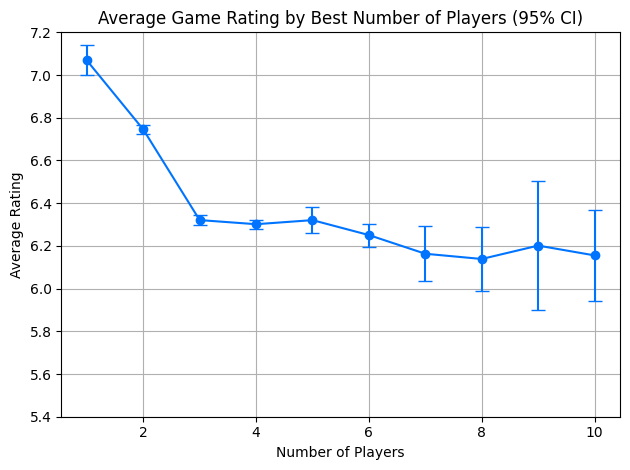 Average Game Rating by Best Number of Players (95% CI)
7.2
7.0
6.8
6.6
6.4
6.2
6.0
5.8
5.6
5.4
Average Rating
2 4 6 8 10
Number of Players